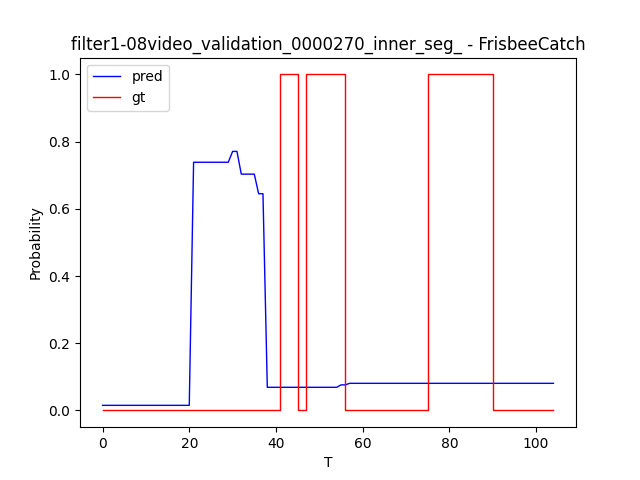 filter1-08video_validation_0000270_inner_seg_ - FrisbeeCatch
pred
gt
1.0
0.8
0.6
0.4
0.2
0.0
Probability
0 20 40 60 80 100
T